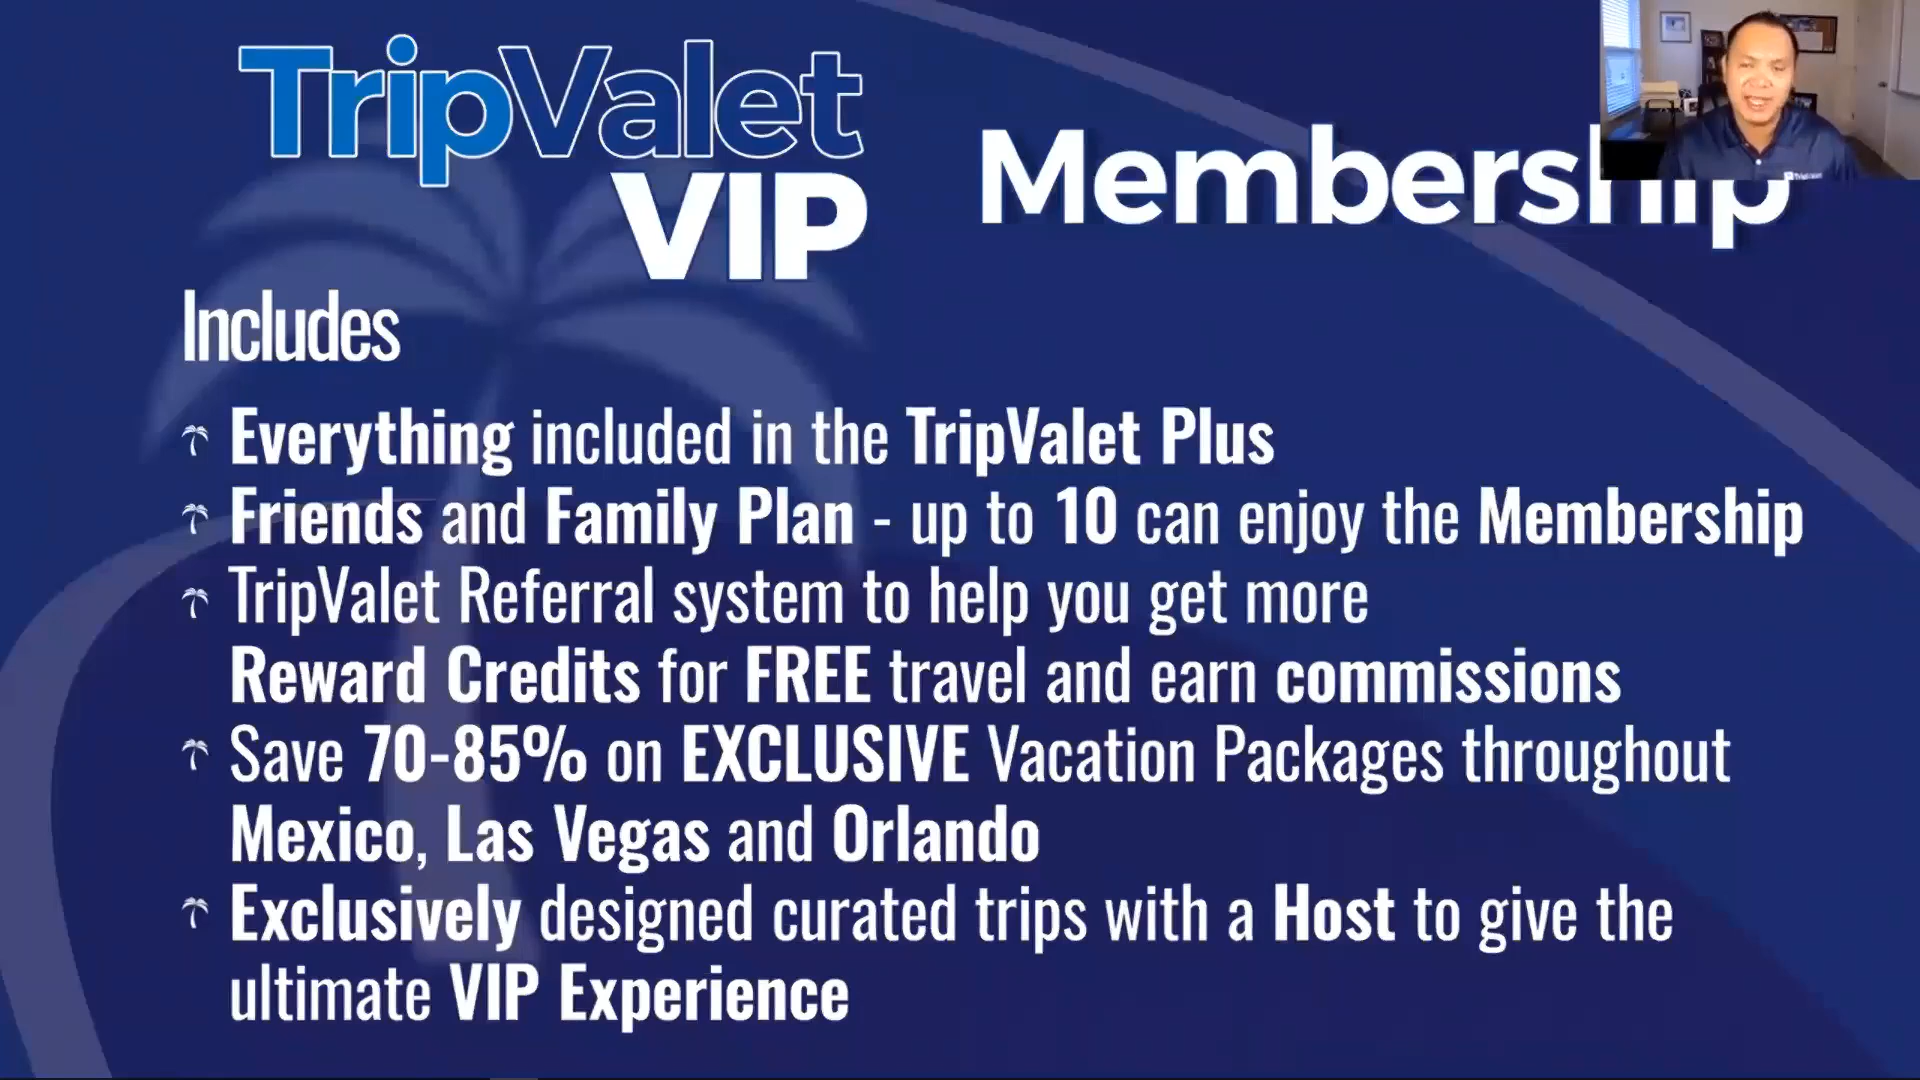 TripValet
VIP
Membership
Includes
Everything included in the TripValet Plus
Friends and Family Plan - up to 10 can enjoy the Membership
TripValet Referral system to help you get more
Reward Credits for FREE travel and earn commissions
Save 70-85% on EXCLUSIVE Vacation Packages throughout
Mexico, Las Vegas and Orlando
Exclusively designed curated trips with a Host to give the
ultimate VIP Experience